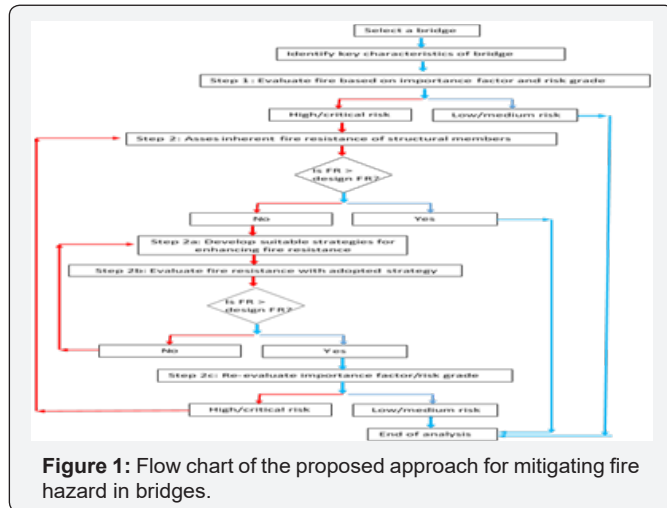 Select a bridge
Identify key characteristics of bridge
Step 1: Evaluate fire based on importance factor and risk grade
High/critical risk
Low/medium risk
Step 2: Asses inherent fire resistance of structural members
Is FR >
design FR?
No
Yes
Step 2a: Develop suitable strategies for
enhancing fire resistance
Step 2b: Evaluate fire resistance with adopted strategy
Is FR >
design FR?
No
Yes
Step 2c: Re-evaluate importance factor/risk grade
High/critical risk
Low/medium risk
End of analysis
Figure 1: Flow chart of the proposed approach for mitigating fire
hazard in bridges.